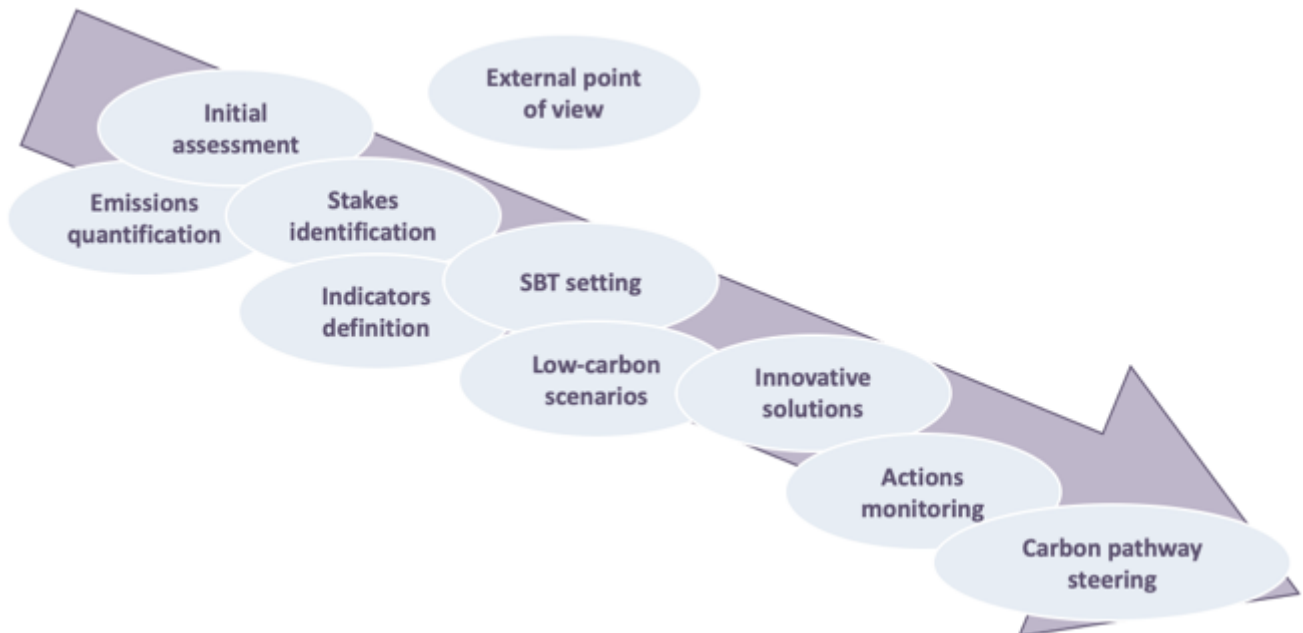 External point
of view
Initial
assessment
Emissions
quantification
Stakes
identification
Indicators
definition
SBT setting
Low-carbon
scenarios
Innovative
solutions
Actions
monitoring
Carbon pathway
steering